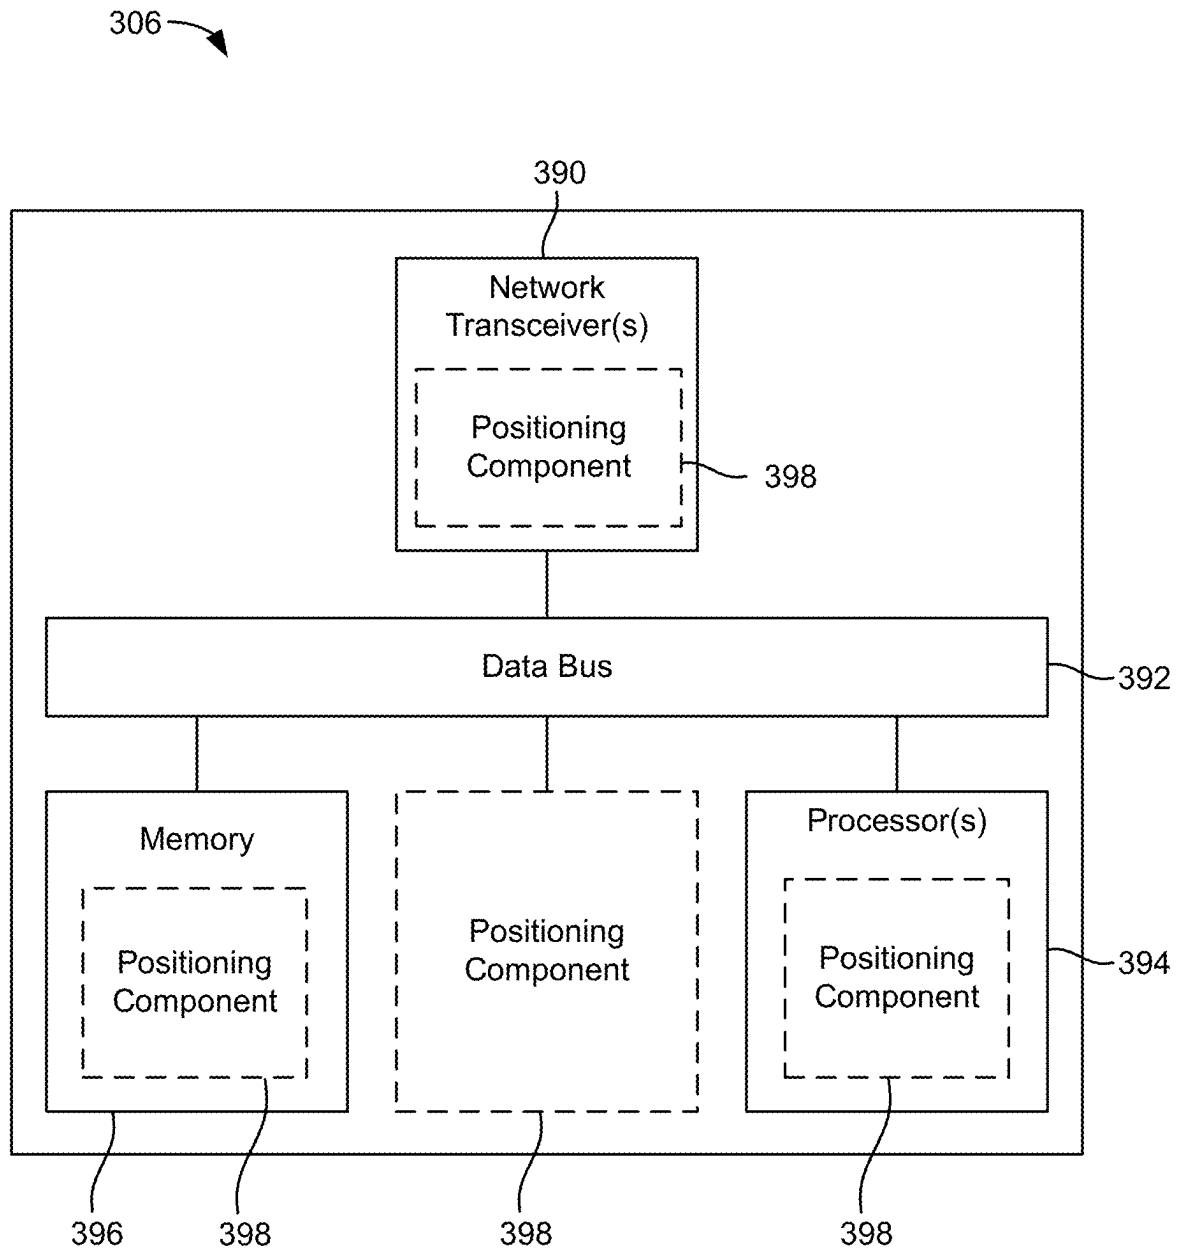 306
390
Network
Transceiver(s)
Positioning
Component
398
Data Bus
392
Memory
Positioning
Component
Positioning
Component
Processor(s)
Positioning
Component
394
396
398
398
398